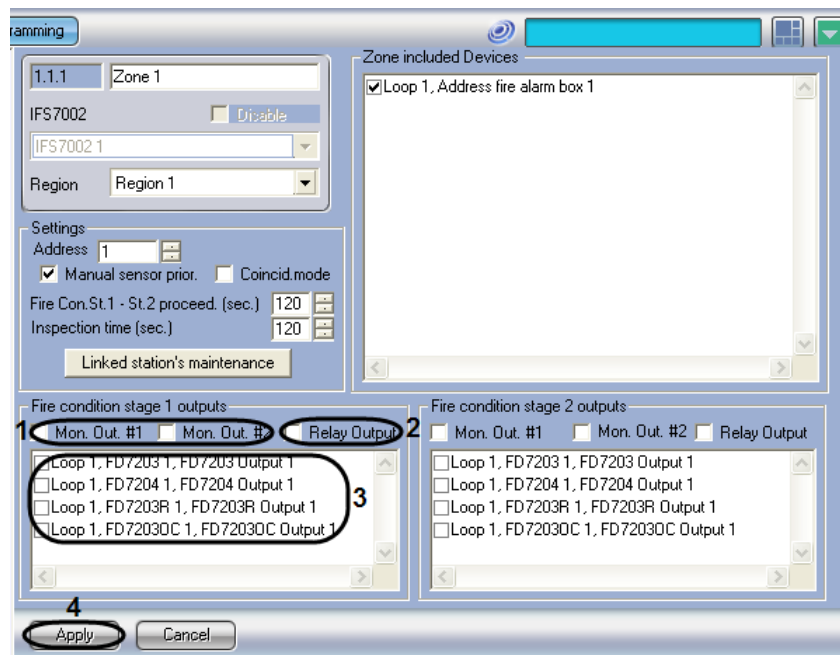 ramming
1.1.1 Zone 1
IFS7002 Disable
IFS7002 1
Region Region 1
Settings
Address 1
Manual sensor prior. Coincid.mode
Fire Con.St.1 - St.2 proceed. (sec.) 120
Inspection time (sec.) 120
Linked station's maintenance
Zone included Devices
Loop 1, Address fire alarm box 1
Fire condition stage 1 outputs
1 Mon. Out. #1 Mon. Out. #2 Relay Output 2
Loop 1, FD7203 1, FD7203 Output 1
Loop 1, FD7204 1, FD7204 Output 1
Loop 1, FD7203R 1, FD7203R Output 1
Loop 1, FD7203OC 1, FD7203OC Output 1
3
Fire condition stage 2 outputs
Mon. Out. #1 Mon. Out. #2 Relay Output
Loop 1, FD7203 1, FD7203 Output 1
Loop 1, FD7204 1, FD7204 Output 1
Loop 1, FD7203R 1, FD7203R Output 1
Loop 1, FD7203OC 1, FD7203OC Output 1
4
Apply Cancel